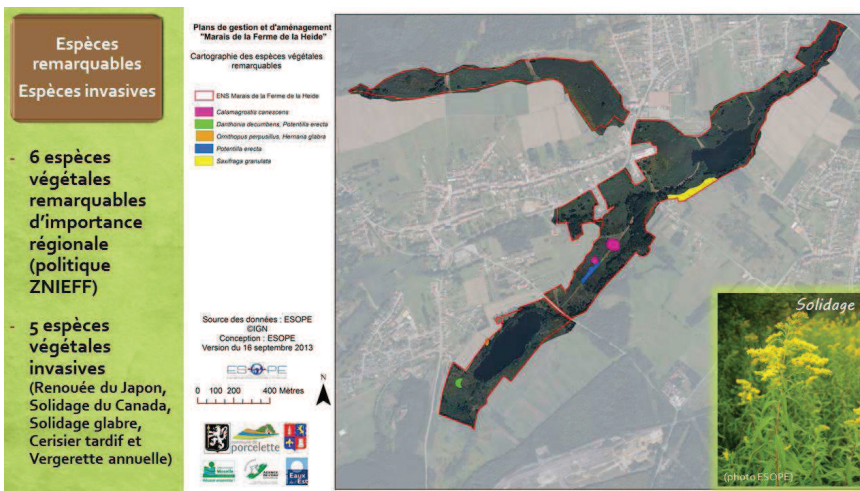 Espèces
remarquables
Espèces invasives
- 6 espèces
végétales
remarquables
d'importance
régionale
(politique
ZNIEFF)
- 5 espèces
végétales
invasives
(Renouée du Japon,
Solidage du Canada,
Solidage glabre,
Cerisier tardif et
Vergerette annuelle)
Plans de gestion et d'aménagement
"Marais de la Ferme de la Heide"
Cartographie des espèces végétales
remarquables
ENS Marais de la Ferme de la Heide
Calamagrostis canescens
Danthonia decumbens, Potentilla erecta
Ornithopus perpusillus, Herniaria glabra
Potentilla erecta
Saxifraga granulata
Source des données : ESOPE
©IGN
Conception : ESOPE
Version du 16 septembre 2013
ESOPE
N
0 100 200 400 Mètres
porcelette
Moselle
Eaux
Est
Solidage
(photo ESOPE)